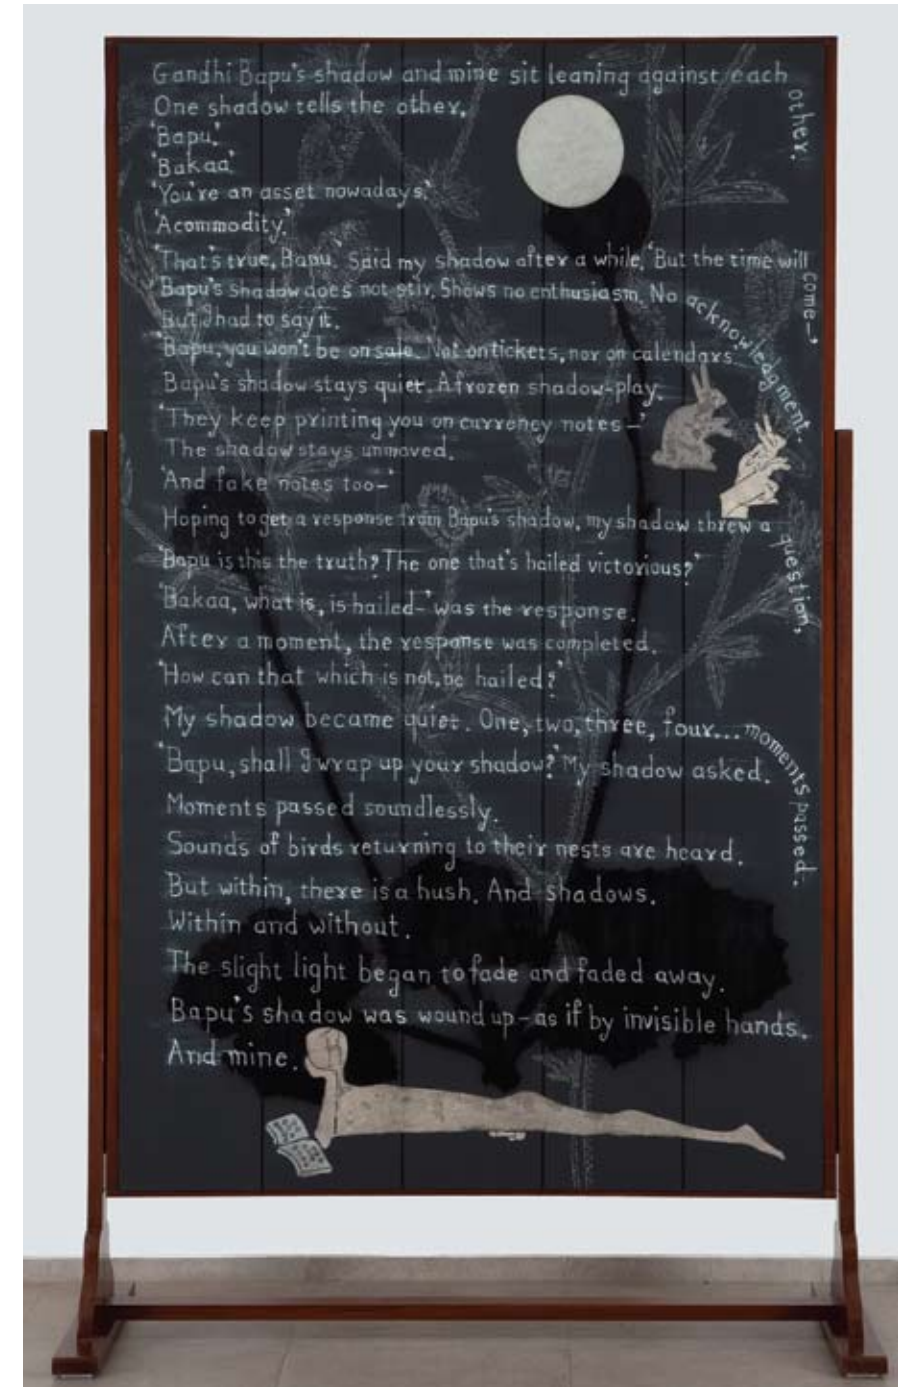 Gandhi Bapu's shadow and mine sit leaning against each other.
One shadow tells the other,
'Bapu.'
'Bakaa'
'You're an asset nowadays.'
'Acommodity.'
'That's true, Bapu.' Said my shadow after a while. 'But the time will come–,
Bapu's shadow does not stir. Shows no enthusiasm. No acknowledgment.
But I had to say it.
'Bapu, you won't be on sale. Not on tickets, nor on calendars.'
Bapu's shadow stays quiet. A frozen shadow-play.
'They keep printing you on currency notes–'
The shadow stays unmoved.
'And fake notes too–'
Hoping to get a response from Bapu's shadow, my shadow threw a question,
'Bapu is this the truth? The one that's hailed victorious?'
'Bakaa, what is, is hailed–' was the response.
After a moment, the response was completed.
'How can that which is not, be hailed?'
My shadow became quiet. One, two, three, four... moments passed.
'Bapu, shall I wrap up your shadow?' My shadow asked.
Moments passed soundlessly.
Sounds of birds returning to their nests are heard.
But within, there is a hush. And shadows.
Within and without.
The slight light began to fade and faded away.
Bapu's shadow was wound up – as if by invisible hands.
And mine.